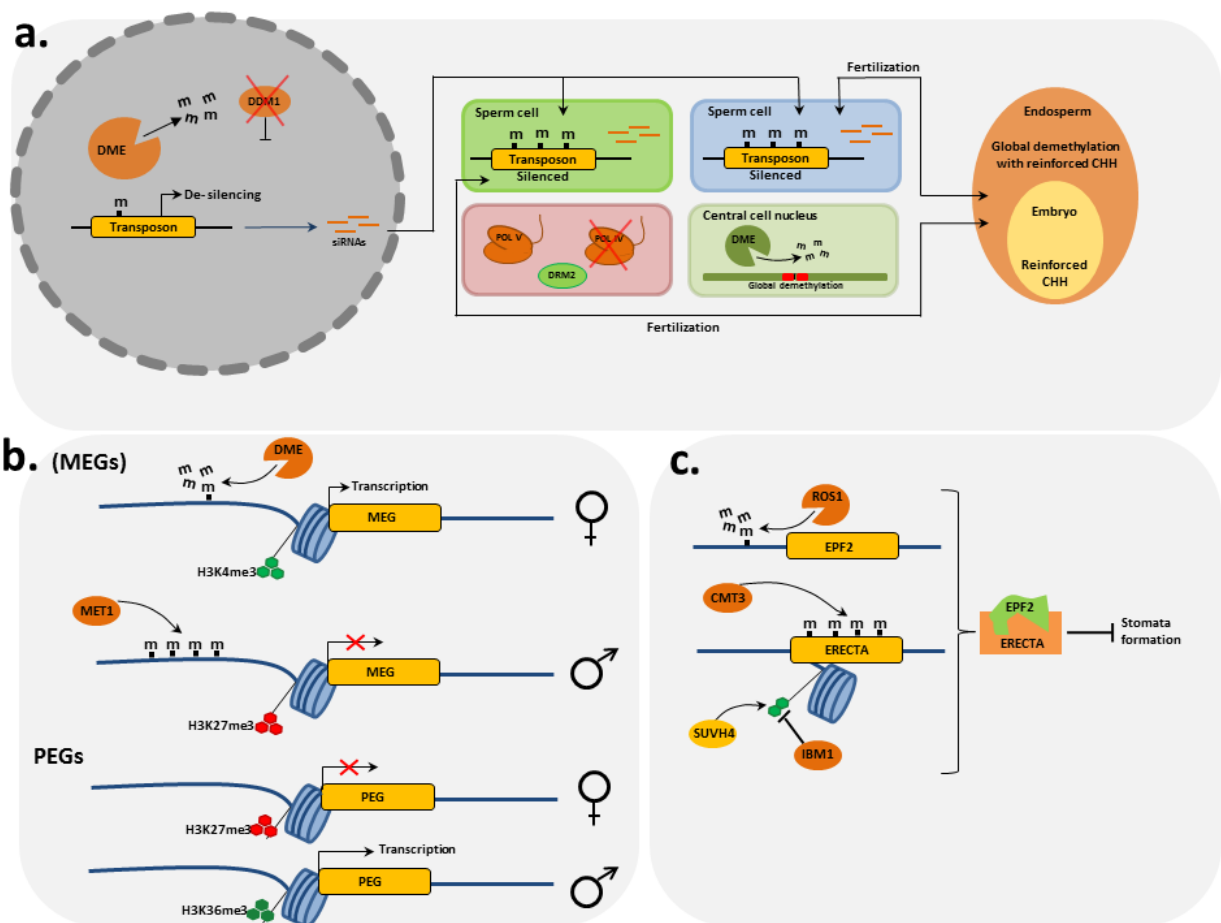 a.
DDM1
m m
m m
DME
m
De-silencing
Transposon
siRNAs
Fertilization
Sperm cell
m m m
Transposon
Silenced
Sperm cell
m m m
Transposon
Silenced
POL V
POL IV
DRM2
Central cell nucleus
DME
m m
m m
Global demethylation
Fertilization
Endosperm
Global demethylation
with reinforced CHH
Embryo
Reinforced
CHH
b. (MEGs)
DME
m m
m m
Transcription
MEG
H3K4me3
MET1
m m m m
MEG
H3K27me3
PEGs
PEG
H3K27me3
Transcription
PEG
H3K36me3
c.
ROS1
m m
m m
EPF2
CMT3
m m m m
ERECTA
SUVH4
IBM1
EPF2
ERECTA
Stomata
formation